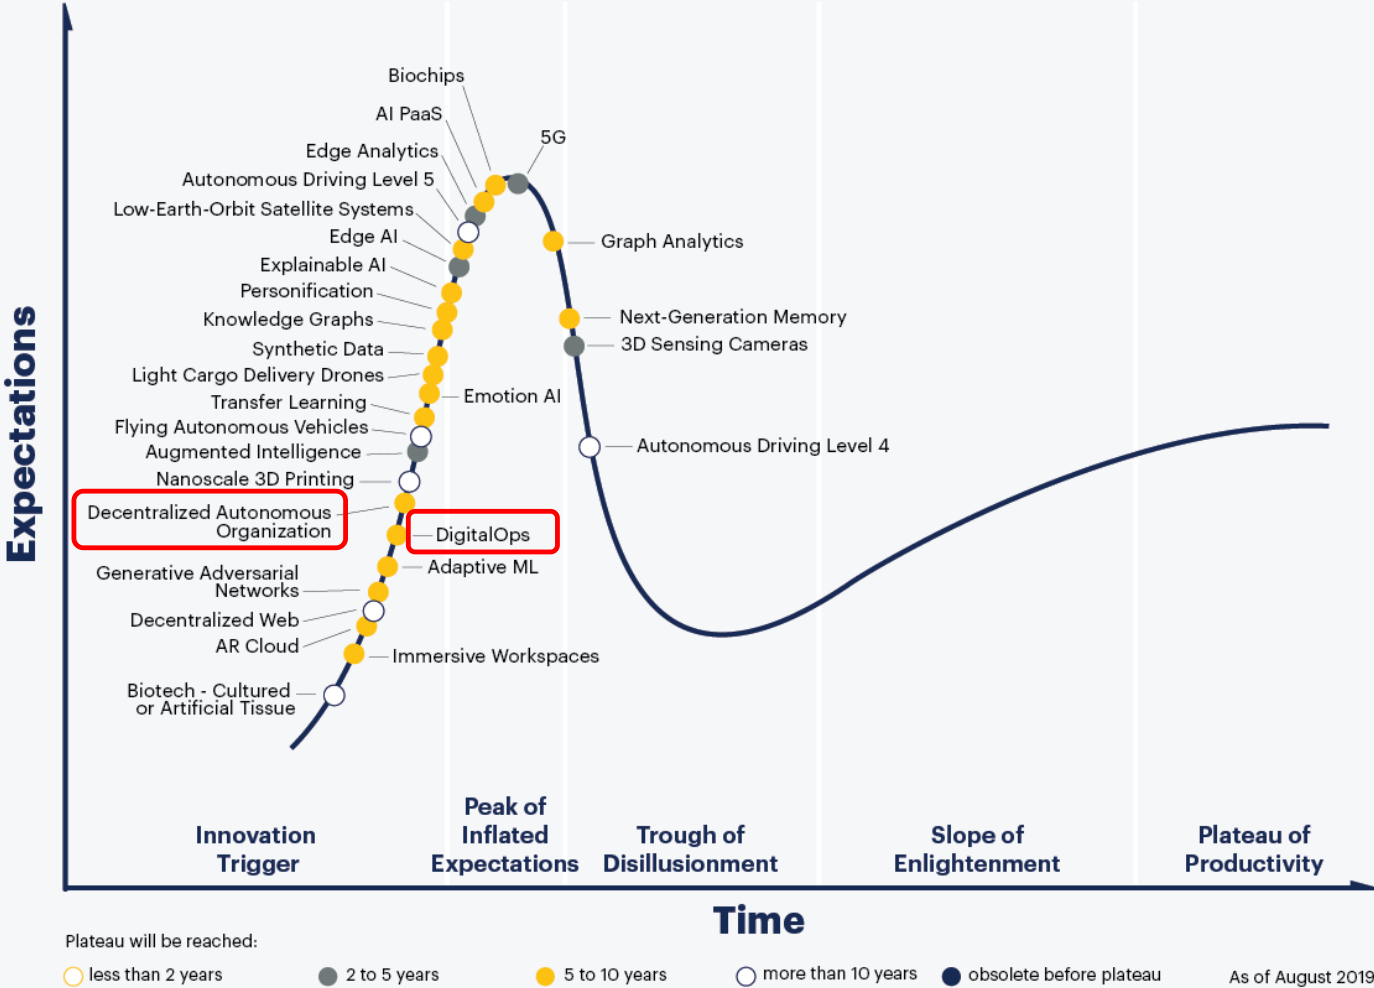 Biochips
AI PaaS
5G
Edge Analytics
Autonomous Driving Level 5
Low-Earth-Orbit Satellite Systems
Edge AI
Graph Analytics
Explainable AI
Personification
Knowledge Graphs
Next-Generation Memory
Synthetic Data
3D Sensing Cameras
Light Cargo Delivery Drones
Emotion AI
Transfer Learning
Flying Autonomous Vehicles
Autonomous Driving Level 4
Augmented Intelligence
Nanoscale 3D Printing
Decentralized Autonomous
Organization
DigitalOps
Adaptive ML
Generative Adversarial
Networks
Decentralized Web
AR Cloud
Immersive Workspaces
Biotech - Cultured
or Artificial Tissue
Expectations
Innovation
Trigger
Peak of
Inflated
Expectations
Trough of
Disillusionment
Slope of
Enlightenment
Plateau of
Productivity
Time
Plateau will be reached:
less than 2 years
2 to 5 years
5 to 10 years
more than 10 years
obsolete before plateau
As of August 2019